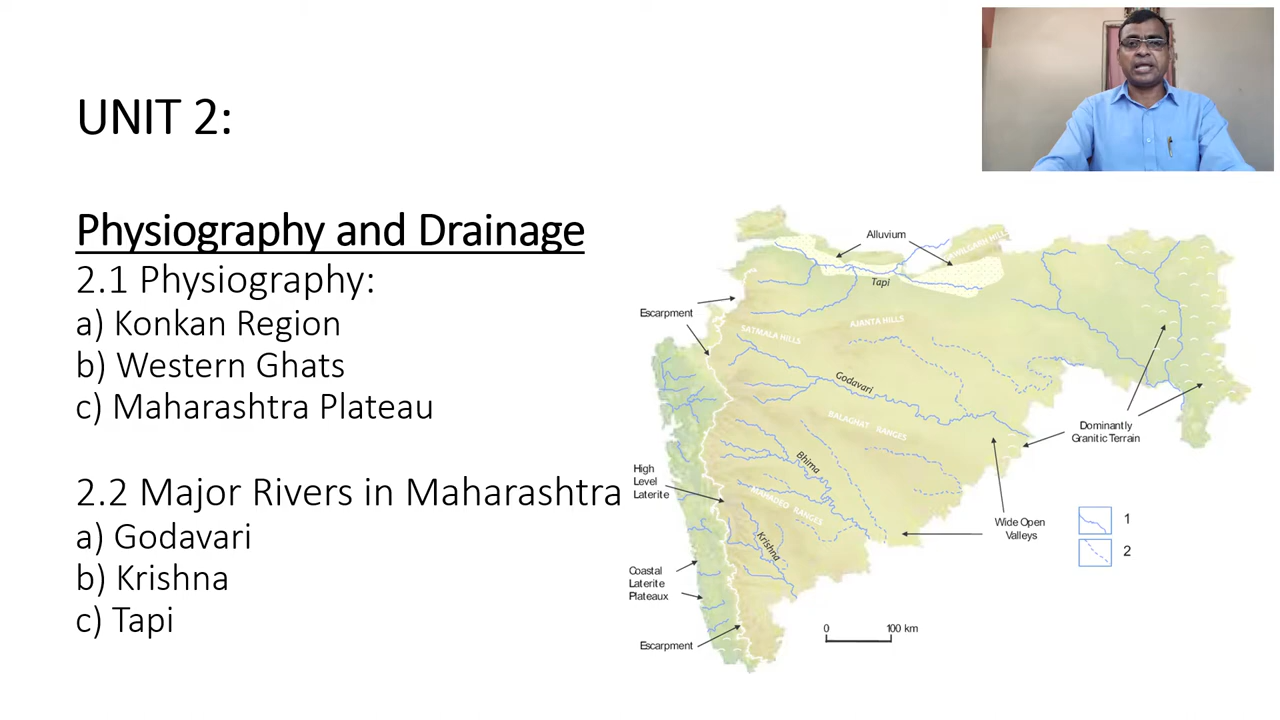 UNIT 2:
Physiography and Drainage
2.1 Physiography:
a) Konkan Region
b) Western Ghats
c) Maharashtra Plateau
2.2 Major Rivers in Maharashtra
a) Godavari
b) Krishna
c) Tapi
Alluvium
Tapi
Escarpment
SATMALA HILLS
AJANTA HILLS
Godavari
BALAGHAT RANGES
Dominantly
Granitic Terrain
High
Level
Laterite
Bhima
MAHADEO RANGES
Krishna
Wide Open
Valleys
1
2
Coastal
Laterite
Plateaux
Escarpment
0 100 km